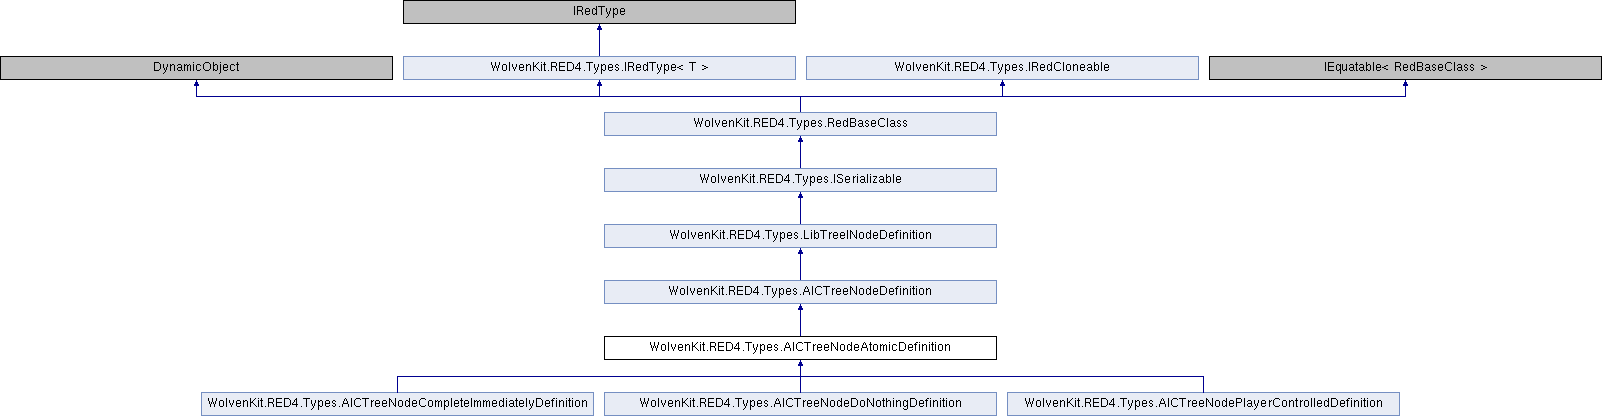 IRedType
DynamicObject
WolvenKit.RED4.Types.IRedType< T >
WolvenKit.RED4.Types.IRedCloneable
IEquatable< RedBaseClass >
WolvenKit.RED4.Types.RedBaseClass
WolvenKit.RED4.Types.ISerializable
WolvenKit.RED4.Types.LibTreeINodeDefinition
WolvenKit.RED4.Types.AICTreeNodeDefinition
WolvenKit.RED4.Types.AICTreeNodeAtomicDefinition
WolvenKit.RED4.Types.AICTreeNodeCompleteImmediatelyDefinition
WolvenKit.RED4.Types.AICTreeNodeDoNothingDefinition
WolvenKit.RED4.Types.AICTreeNodePlayerControlledDefinition